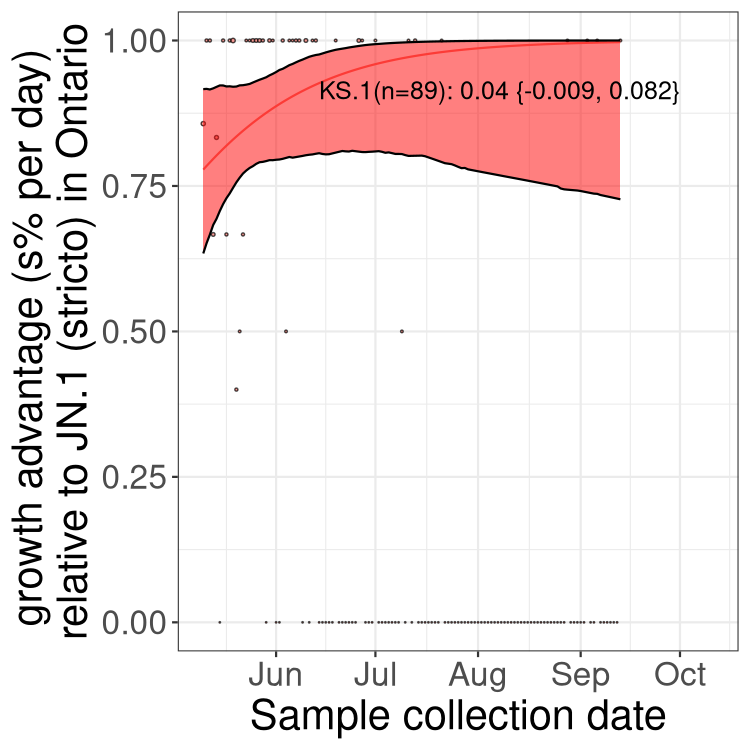 growth advantage (s% per day)
relative to JN.1 (stricto) in Ontario
1.00
0.75
0.50
0.25
0.00
KS.1(n=89): 0.04 {-0.009, 0.082}
Jun Jul Aug Sep Oct
Sample collection date